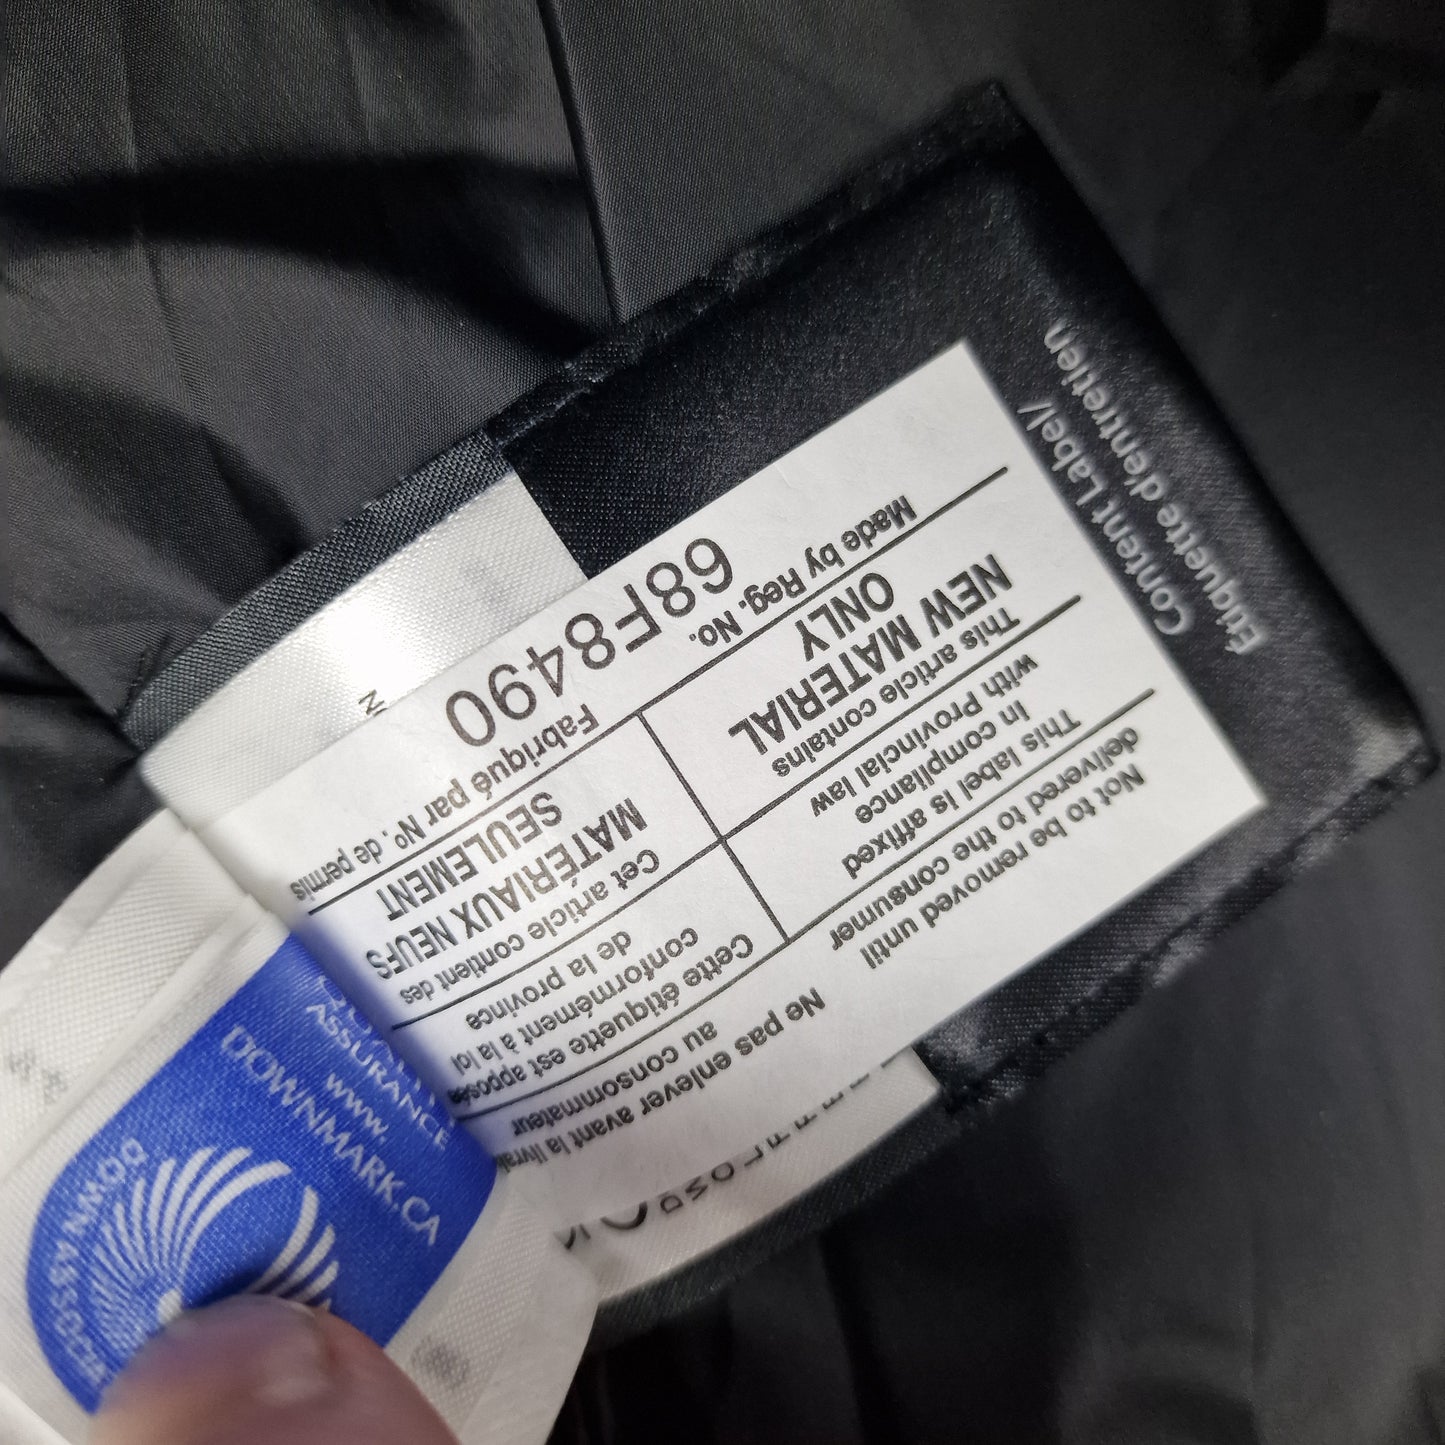 Content Label/
Étiquette d'entretien
Not to be removed until
delivered to the consumer
Ne pas enlever avant la
au consommateur
This label is affixed
in compliance
with Provincial law
Cette étiquette est apposée
conformément à la loi
de la province
This article contains
NEW MATERIAL
ONLY
Cet article contient des
MATÉRIAUX NEUFS
SEULEMENT
Made by Reg. No.
Fabriqué par Nº. de permis
68F8490
DOWN ASSOCIA
ASSURANCE
www.
DOWNMARK.CA